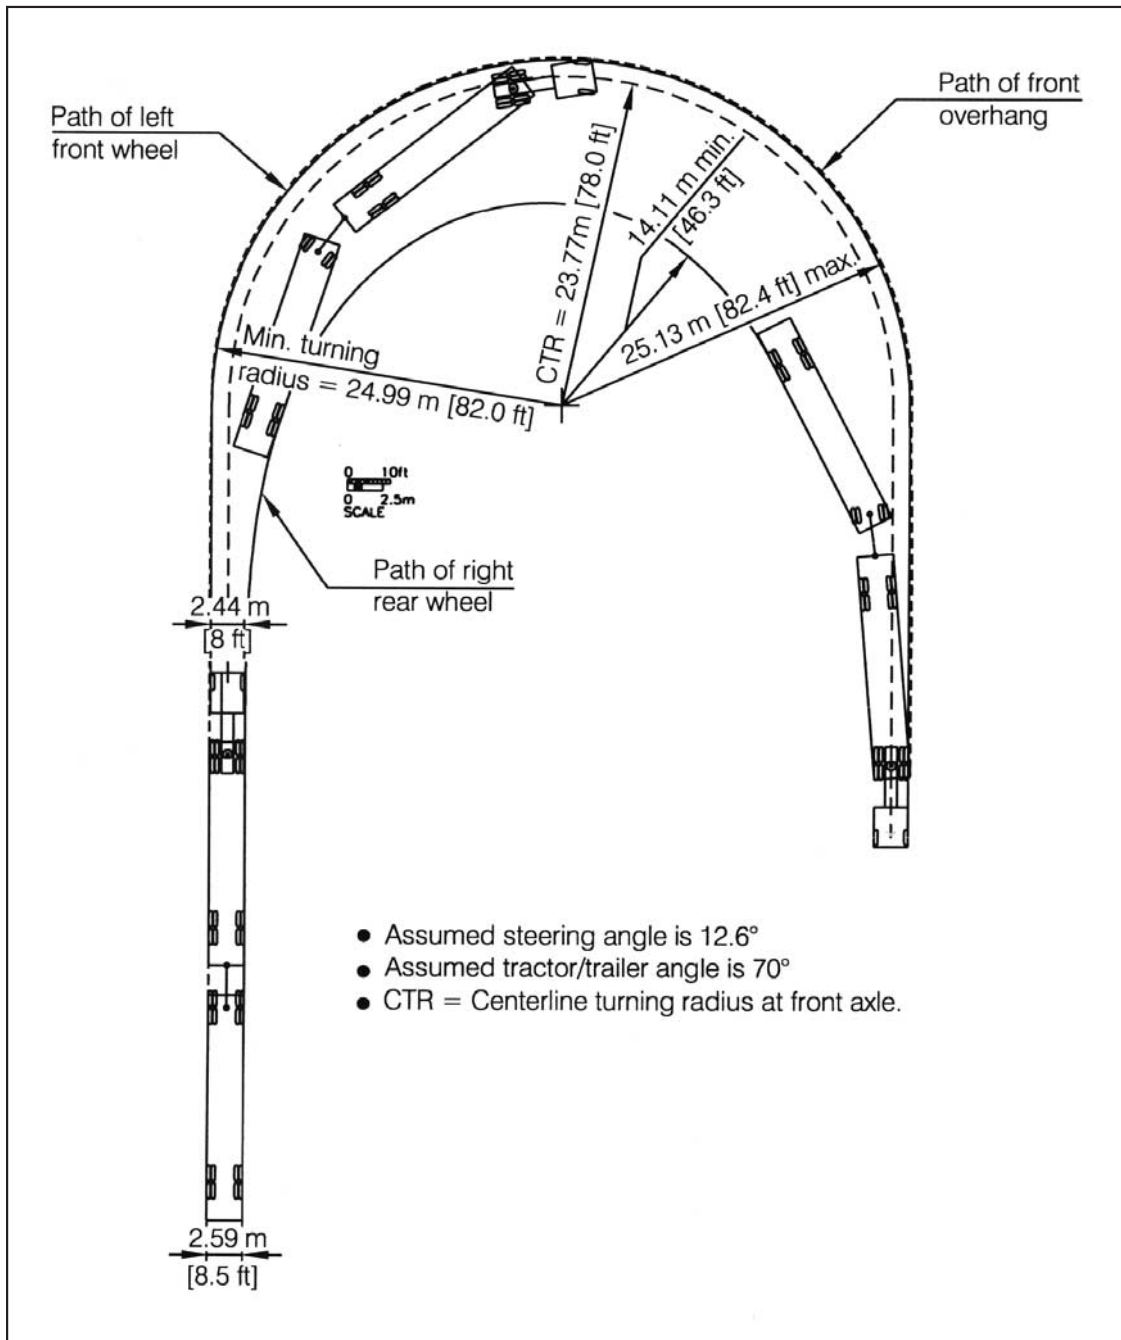 Path of left
front wheel
Path of front
overhang
CTR = 23.77m [78.0 ft]
14.11 m min.
[46.3 ft]
25.13 m [82.4 ft] max.
Min. turning
radius = 24.99 m [82.0 ft]
0 10ft
0 2.5m
SCALE
Path of right
rear wheel
2.44 m
[8 ft]
● Assumed steering angle is 12.6°
● Assumed tractor/trailer angle is 70°
● CTR = Centerline turning radius at front axle.
2.59 m
[8.5 ft]